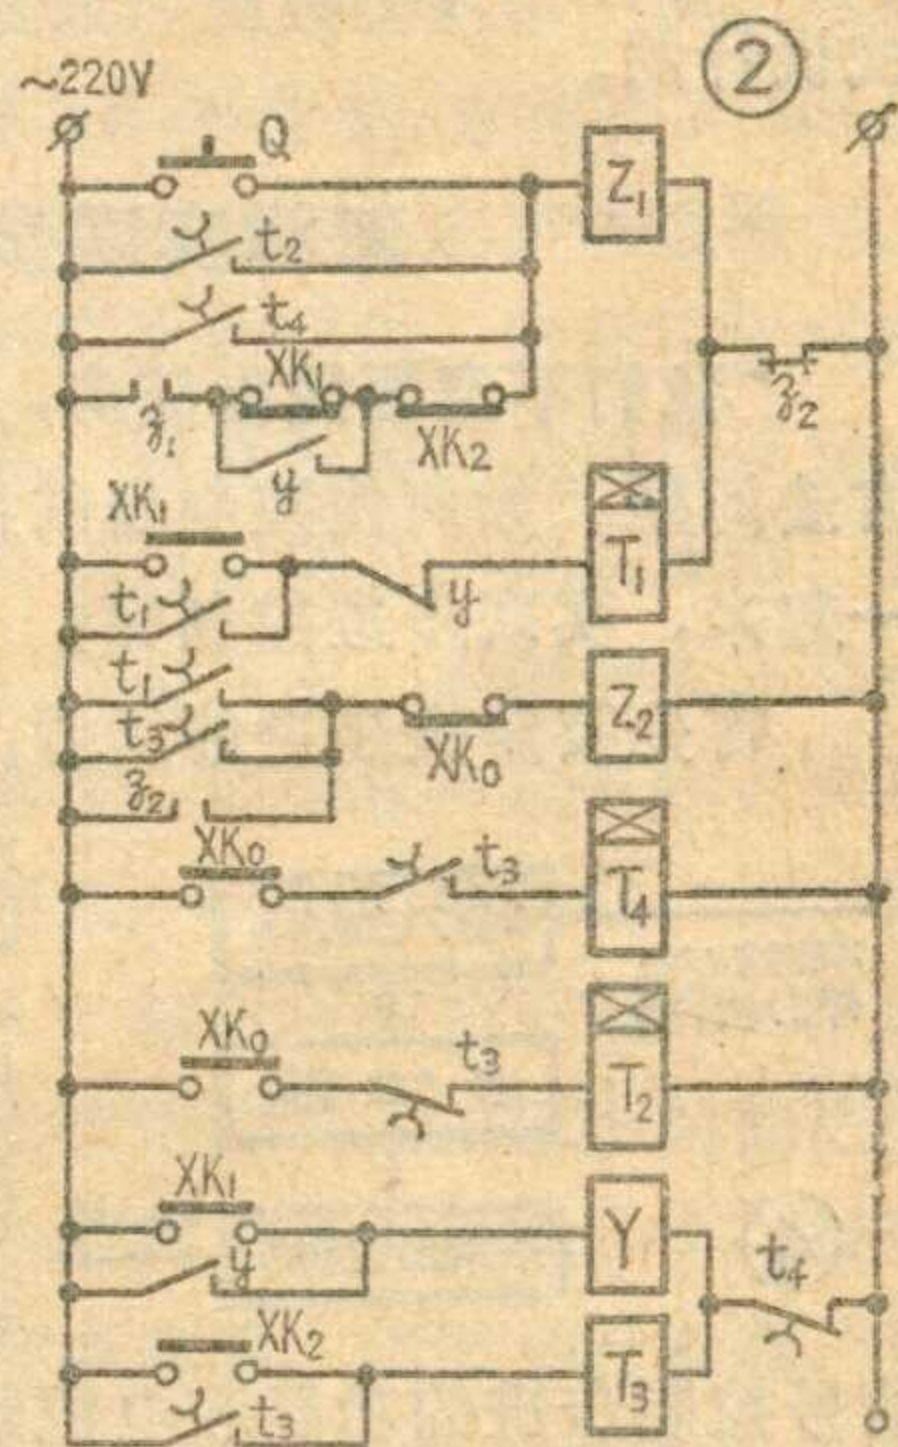 ~220V
2
Q
Z₁
t₂
t₄
XK₁
z₁
XK₂
z₂
y
XK₁
T₁
t₁
y
t₁
Z₂
t₃
XK₀
z₂
XK₀
t₃
T₄
XK₀
t₃
T₂
XK₁
Y
y
t₄
XK₂
T₃
t₃